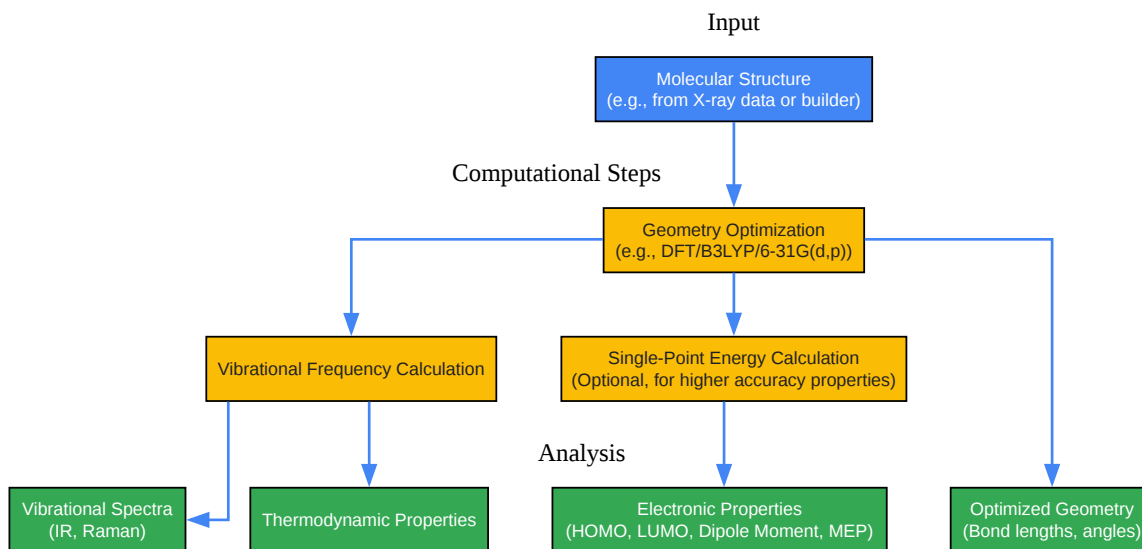 Input
Molecular Structure
(e.g., from X-ray data or builder)
Computational Steps
Geometry Optimization
(e.g., DFT/B3LYP/6-31G(d,p))
Vibrational Frequency Calculation
Single-Point Energy Calculation
(Optional, for higher accuracy properties)
Analysis
Vibrational Spectra
(IR, Raman)
Thermodynamic Properties
Electronic Properties
(HOMO, LUMO, Dipole Moment, MEP)
Optimized Geometry
(Bond lengths, angles)